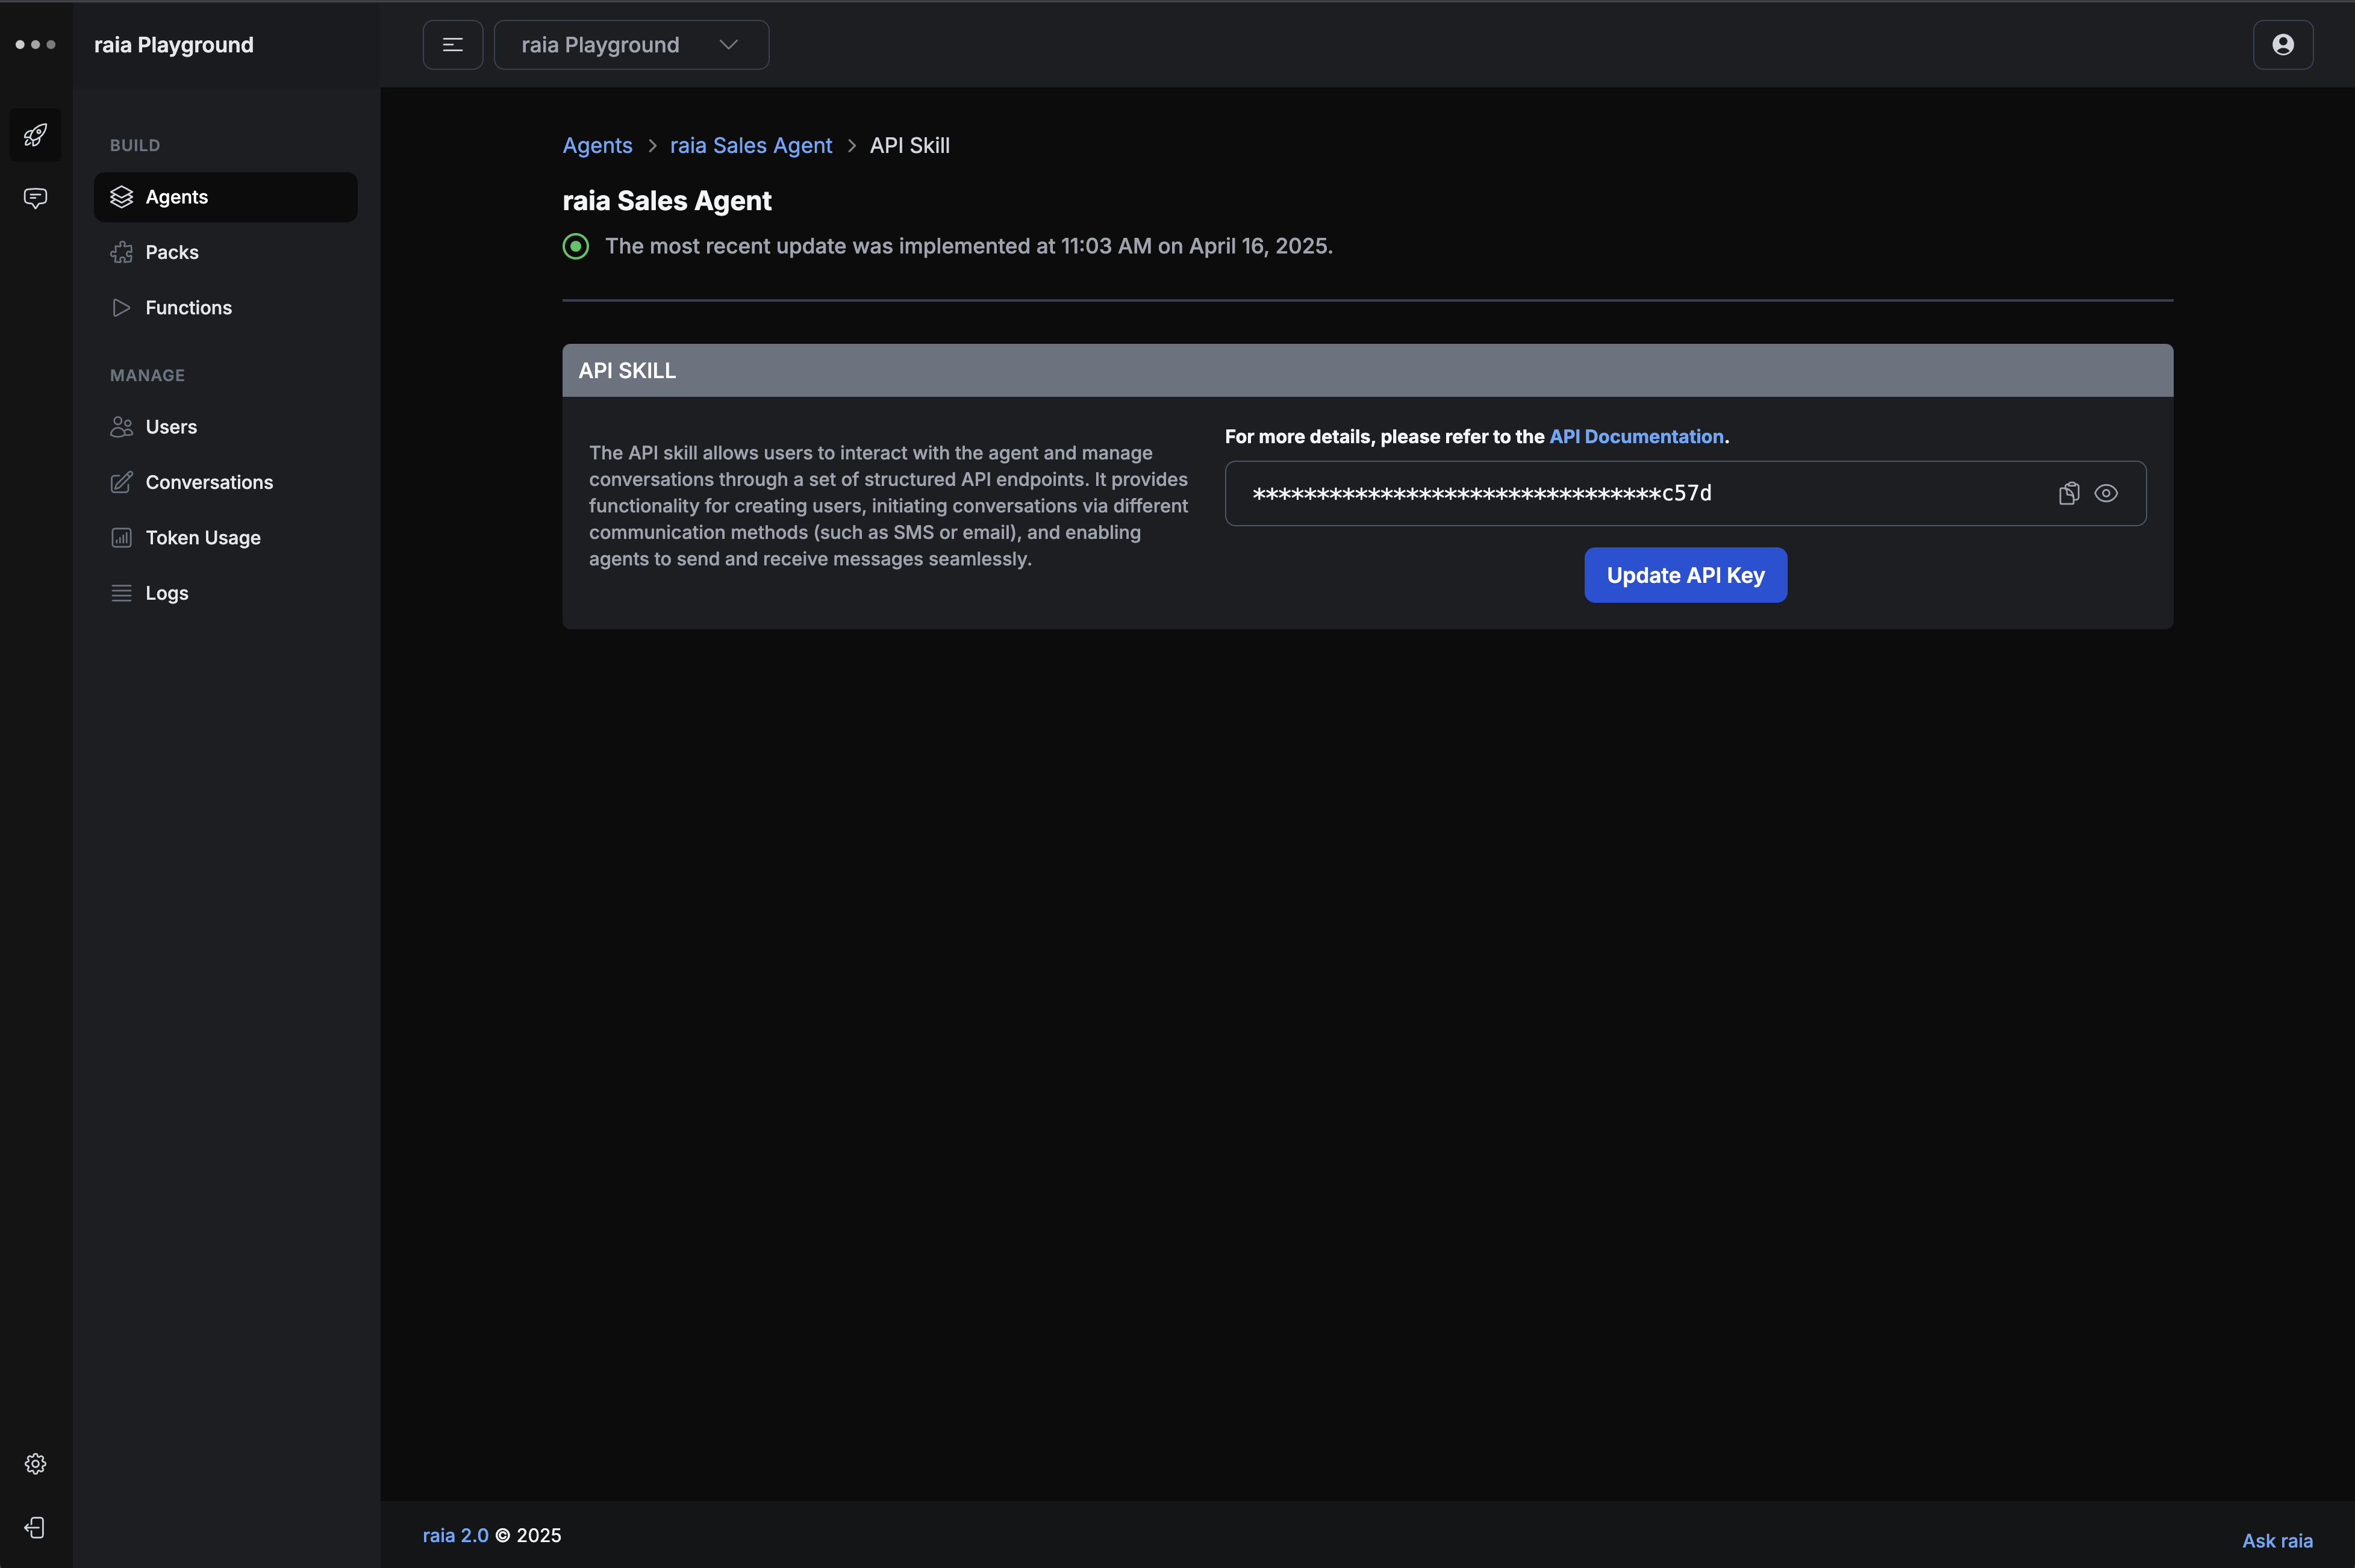 raia Playground
raia Playground
BUILD
Agents
Packs
Functions
MANAGE
Users
Conversations
Token Usage
Logs
Agents > raia Sales Agent > API Skill
raia Sales Agent
The most recent update was implemented at 11:03 AM on April 16, 2025.
API SKILL
The API skill allows users to interact with the agent and manage
conversations through a set of structured API endpoints. It provides
functionality for creating users, initiating conversations via different
communication methods (such as SMS or email), and enabling
agents to send and receive messages seamlessly.
For more details, please refer to the API Documentation.
********************************c57d
Update API Key
raia 2.0 © 2025
Ask raia